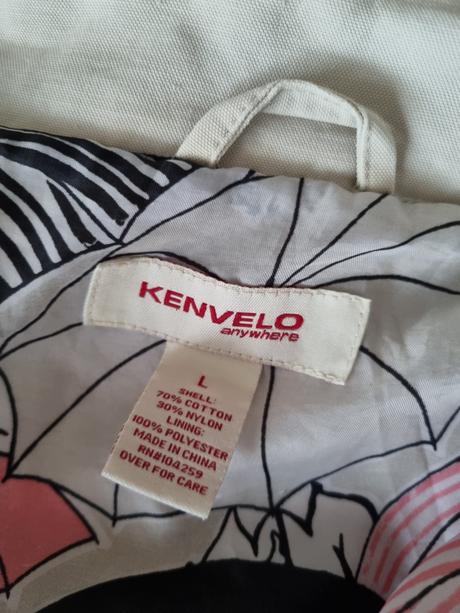 KENVELO
anywhere
L
SHELL:
70% COTTON
30% NYLON
LINING:
100% POLYESTER
MADE IN CHINA
RN#104259
OVER FOR CARE